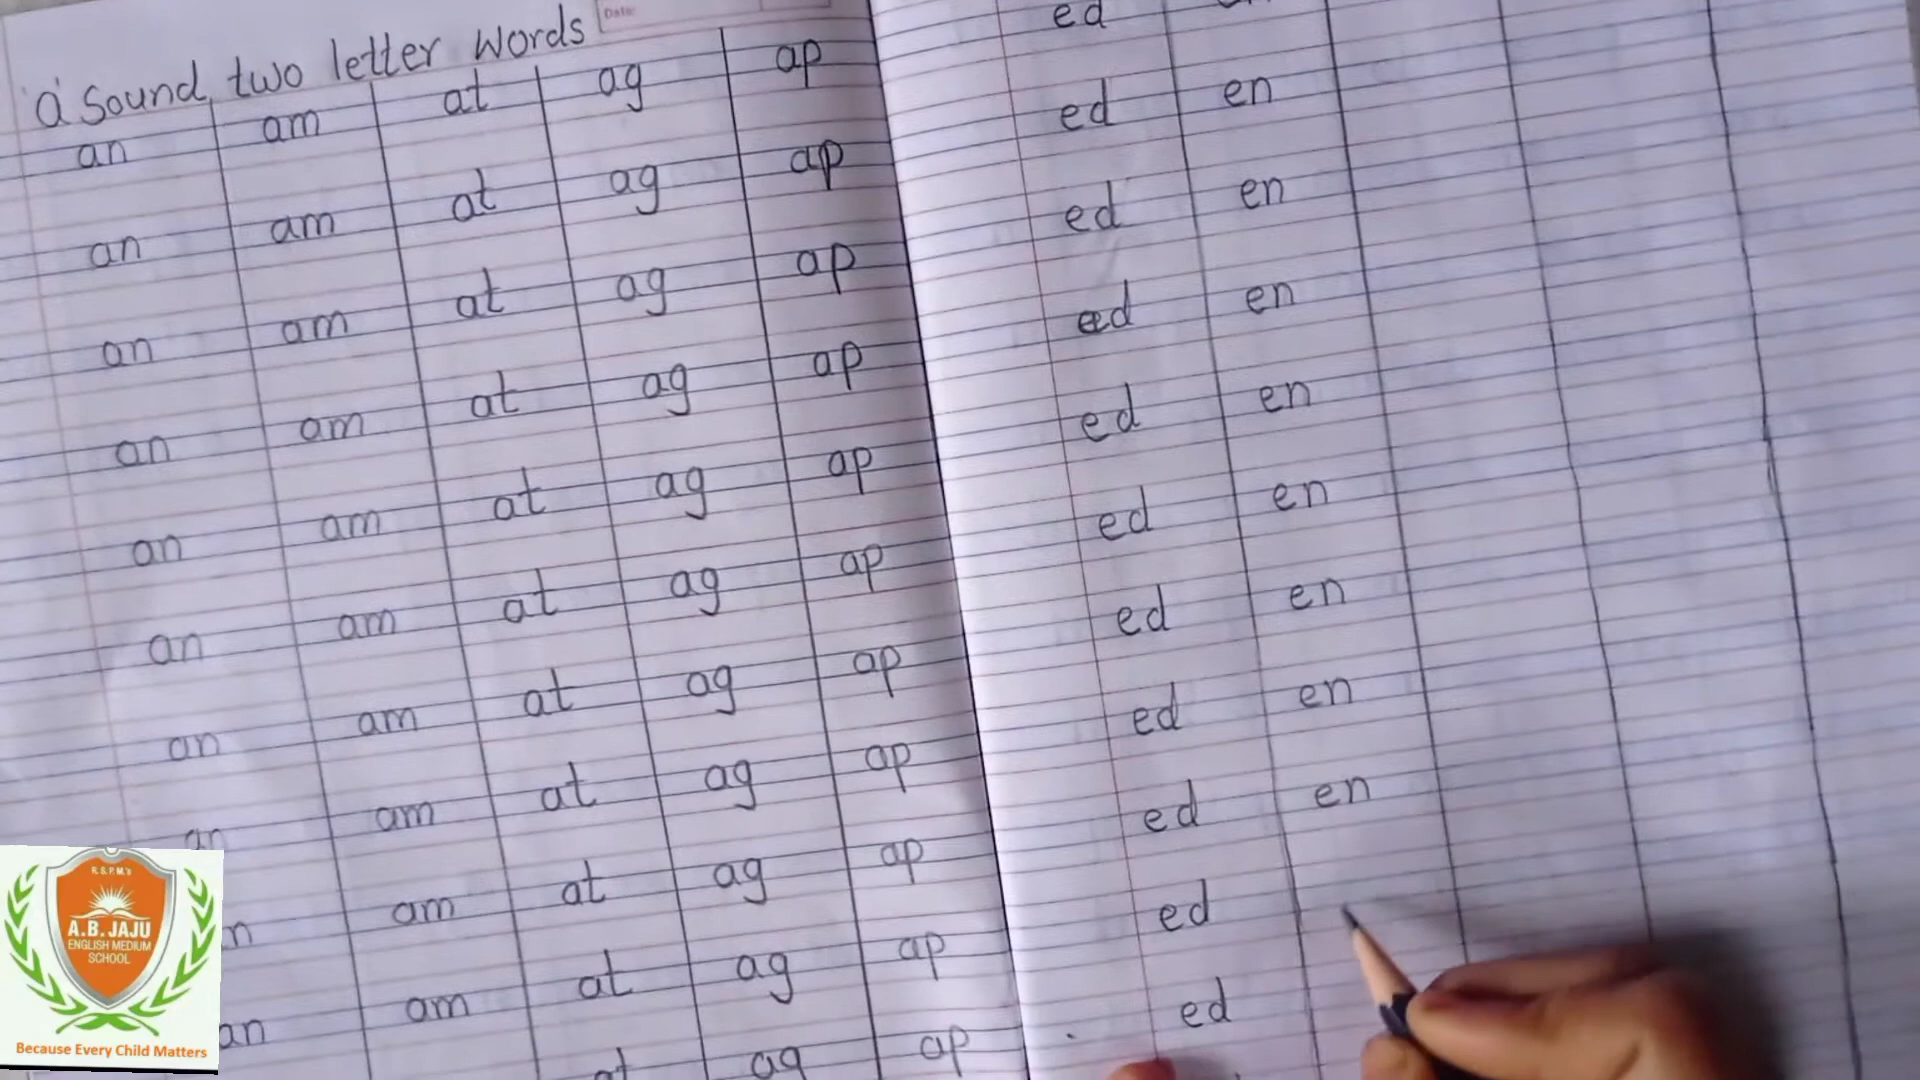 Date:
'a' Sound two letter words
an am at ag ap
an am at ag ap
an am at ag ap
an am at ag ap
an am at ag ap
an am at ag ap
an am at ag ap
an am at ag ap
an am at ag ap
an am at ag ap
at ag ap
ed
ed en
ed en
ed en
ed en
ed en
ed en
ed en
ed en
ed
ed
R.S.P.M's
A.B. JAJU
ENGLISH MEDIUM
SCHOOL
Because Every Child Matters